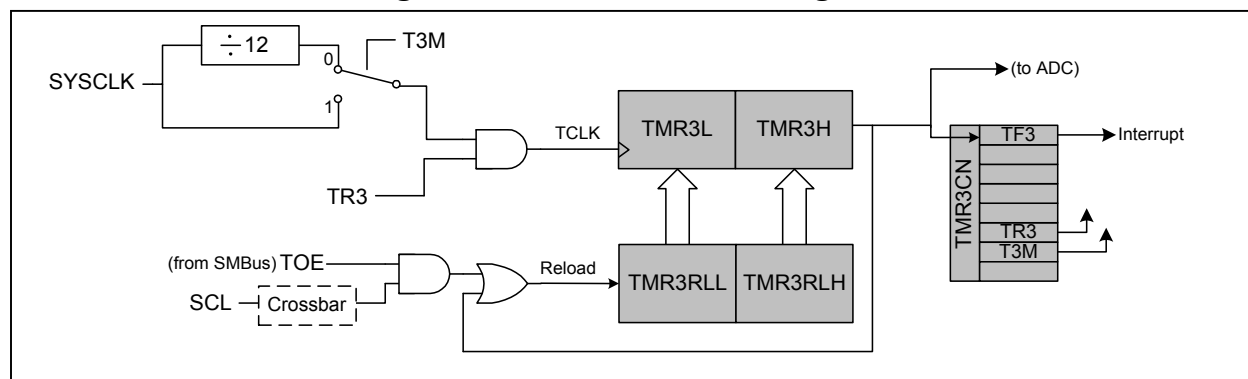 ÷ 12
T3M
0
SYSCLK
1
(to ADC)
TCLK
TMR3L
TMR3H
TF3
Interrupt
TR3
TMR3CN
TR3
T3M
(from SMBus) TOE
Reload
TMR3RLL
TMR3RLH
SCL
Crossbar